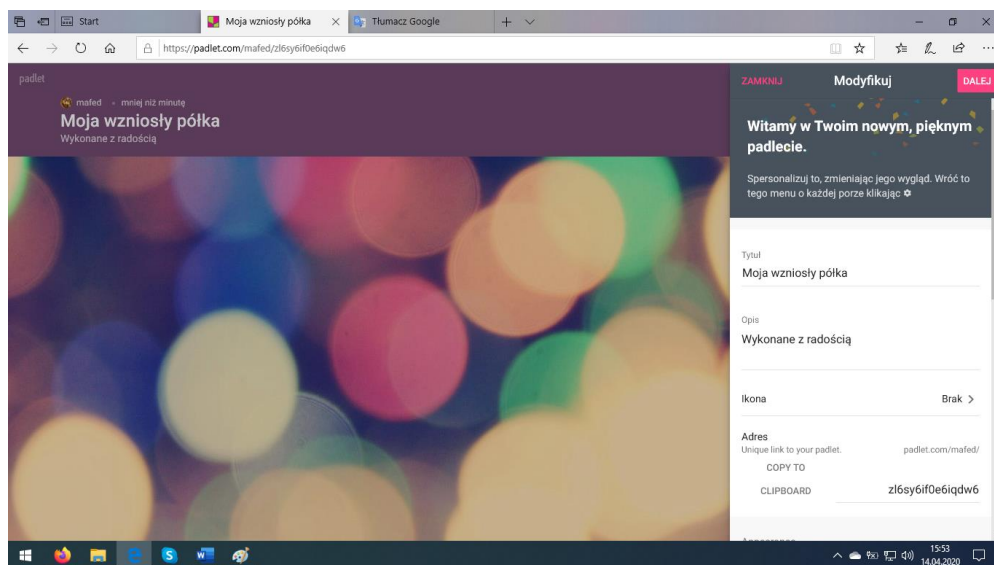 Start
Moja wzniosły półka
Tłumacz Google
https://padlet.com/mafed/zl6sy6if0e6iqdw6
padlet
mafed • mniej niż minutę
Moja wzniosły półka
Wykonane z radością
ZAMKNIJ
Modyfikuj
DALEJ
Witamy w Twoim nowym, pięknym
padlecie.
Spersonalizuj to, zmieniając jego wygląd. Wróć do
tego menu o każdej porze klikając
Tytuł
Moja wzniosły półka
Opis
Wykonane z radością
Ikona
Brak
Adres
Unique link to your padlet.
padlet.com/mafed/
COPY TO
CLIPBOARD
zl6sy6if0e6iqdw6
Appearance
15:53
14.04.2020